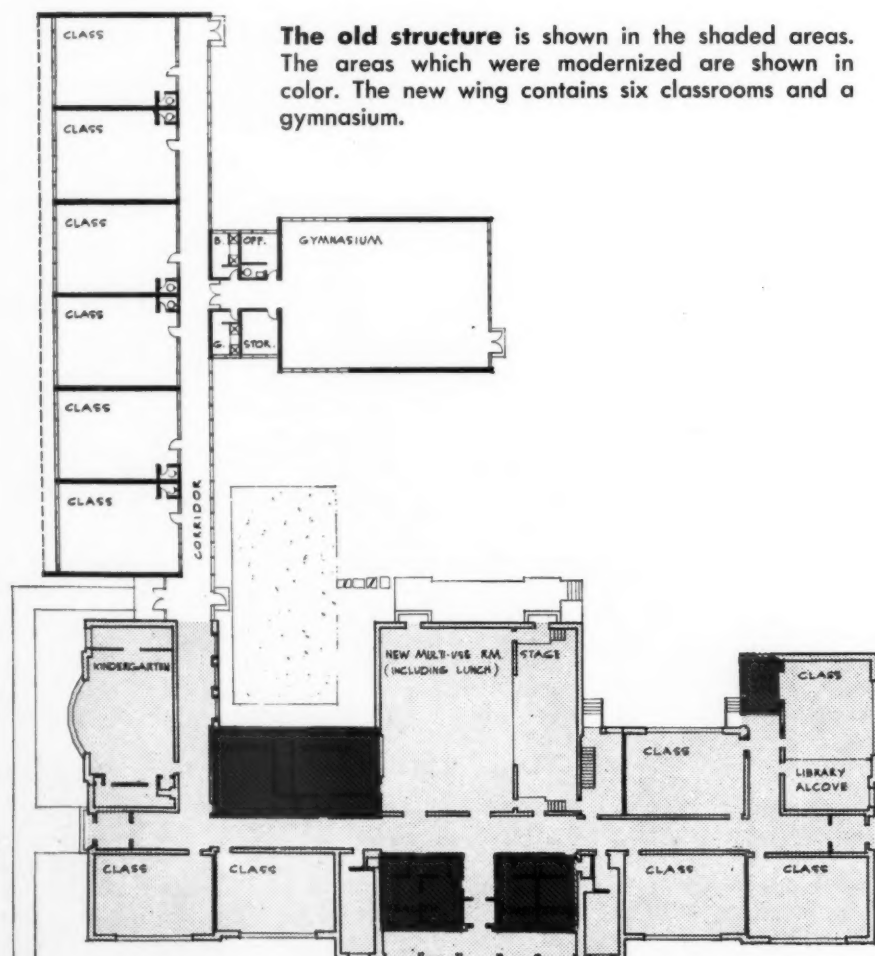 The old structure is shown in the shaded areas.
The areas which were modernized are shown in
color. The new wing contains six classrooms and a
gymnasium.
CLASS
CLASS
CLASS
B. OFF.
GYMNASIUM
CLASS
G. STOR.
CLASS
CLASS
CORRIDOR
KINDERGARTEN
NEW MULTI-USE RM.
(INCLUDING LUNCH)
STAGE
CLASS
CLASS
LIBRARY
ALCOVE
CLASS
CLASS
CLASS
CLASS